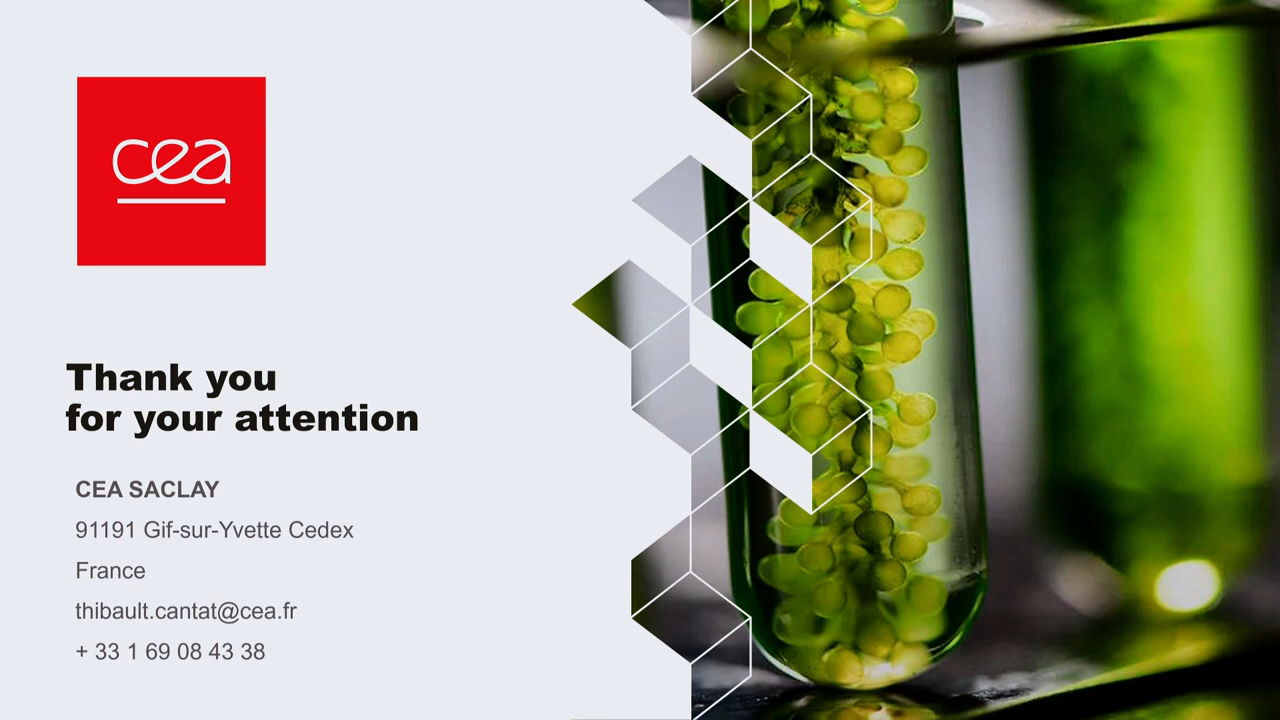 cea
Thank you
for your attention
CEA SACLAY
91191 Gif-sur-Yvette Cedex
France
thibault.cantat@cea.fr
+ 33 1 69 08 43 38